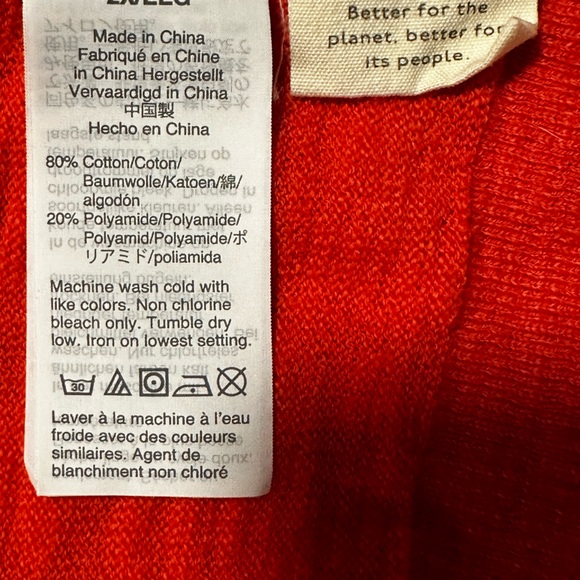 2X/EEG
Made in China
Fabriqué en Chine
in China Hergestellt
Vervaardigd in China
中国製
Hecho en China
80% Cotton/Coton/
Baumwolle/Katoen/綿/
algodón
20% Polyamide/Polyamide/
Polyamid/Polyamide/ポ
リアミド/poliamida
Machine wash cold with
like colors. Non chlorine
bleach only. Tumble dry
low. Iron on lowest setting.
30
Laver à la machine à l'eau
froide avec des couleurs
similaires. Agent de
blanchiment non chloré
Better for the
planet, better for
its people.